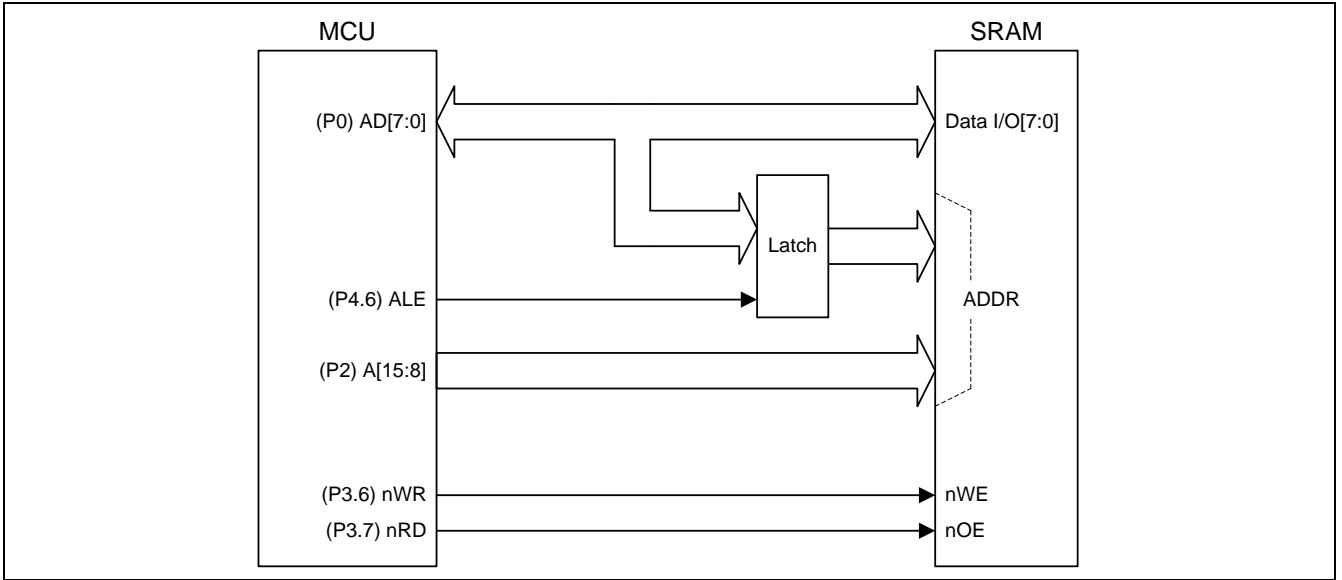 MCU
SRAM
(P0) AD[7:0]
Data I/O[7:0]
Latch
(P4.6) ALE
ADDR
(P2) A[15:8]
(P3.6) nWR
nWE
(P3.7) nRD
nOE